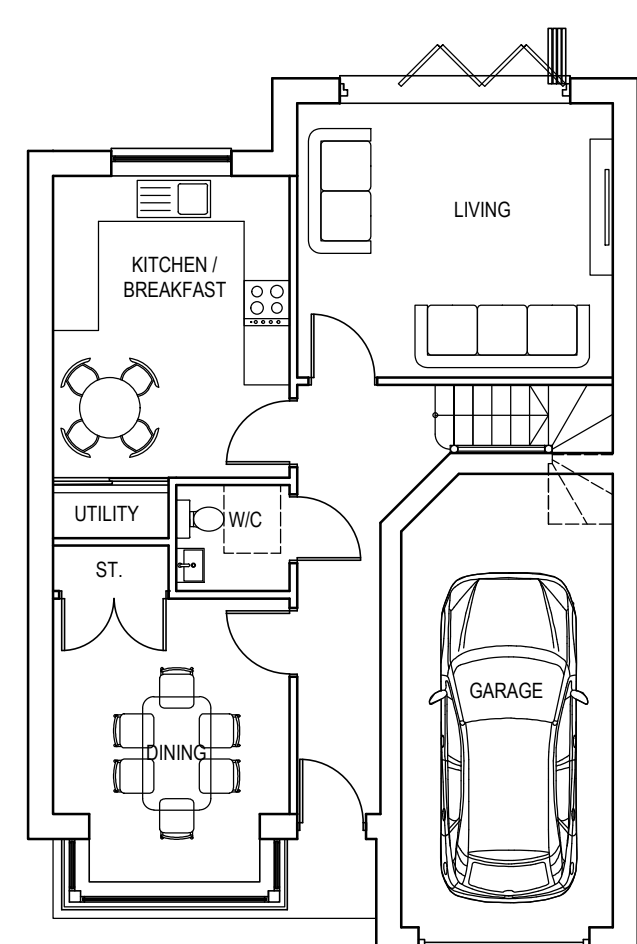 LIVING
KITCHEN /
BREAKFAST
UTILITY
W/C
ST.
GARAGE
DINING